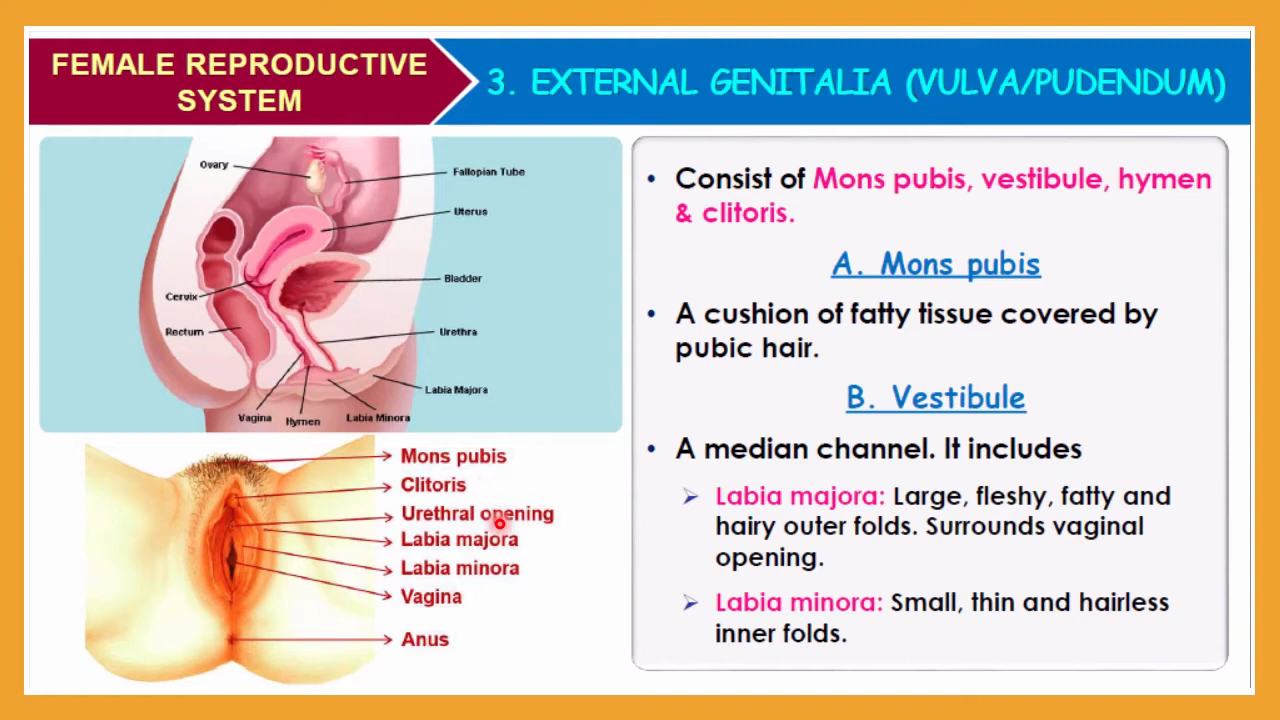 FEMALE REPRODUCTIVE
SYSTEM
3. EXTERNAL GENITALIA (VULVA/PUDENDUM)
Ovary
Fallopian Tube
Uterus
Bladder
Cervix
Rectum
Urethra
Labia Majora
Vagina
Hymen
Labia Minora
Mons pubis
Clitoris
Urethral opening
Labia majora
Labia minora
Vagina
Anus
• Consist of Mons pubis, vestibule, hymen
& clitoris.
A. Mons pubis
• A cushion of fatty tissue covered by
pubic hair.
B. Vestibule
• A median channel. It includes
➢ Labia majora: Large, fleshy, fatty and
hairy outer folds. Surrounds vaginal
opening.
➢ Labia minora: Small, thin and hairless
inner folds.